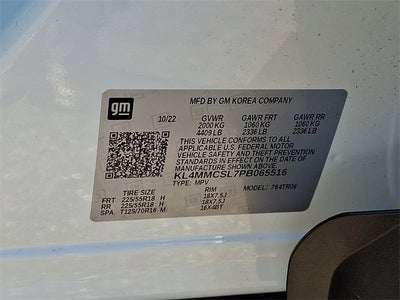 gm
MFD BY GM KOREA COMPANY
10/22 GVWR GAWR FRT GAWR RR
2000 KG 1060 KG 1060 KG
4409 LB 2336 LB 2336 LB
THIS VEHICLE CONFORMS TO ALL
APPLICABLE U.S. FEDERAL MOTOR
VEHICLE SAFETY AND THEFT PREVENTION
STANDARDS IN EFFECT ON THE DATE OF
MANUFACTURE SHOWN ABOVE.
KL4MMCSL7PB065516
TYPE: MPV MODEL: 764TR06
TIRE SIZE RIM
FRT 225/55R18 H 18X7.5J
RR 225/55R18 H 18X7.5J
SPA T125/70R16 M 16X4BT